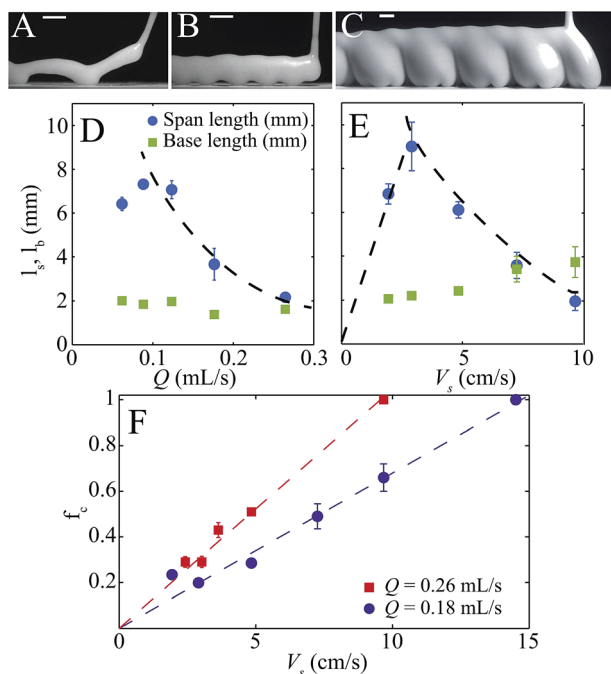 A
B
C
D
Span length (mm)
Base length (mm)
E
10
8
6
4
2
0
l_s, l_b (mm)
0
0.1
0.2
0.3
Q (mL/s)
0
5
10
V_s (cm/s)
F
1
0.8
0.6
0.4
0.2
f_c
Q = 0.26 mL/s
Q = 0.18 mL/s
0
5
10
15
V_s (cm/s)